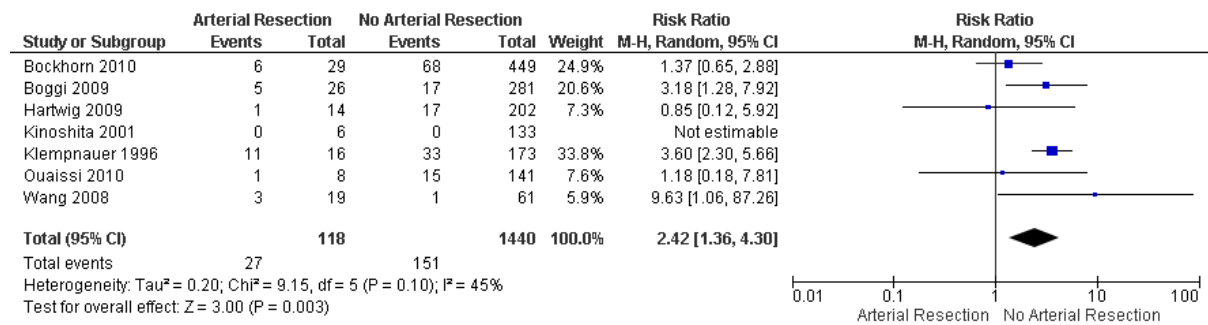 Arterial Resection No Arterial Resection Risk Ratio Risk Ratio
Study or Subgroup Events Total Events Total Weight M-H, Random, 95% CI M-H, Random, 95% CI
Bockhorn 2010 6 29 68 449 24.9% 1.37 [0.65, 2.88]
Boggi 2009 5 26 17 281 20.6% 3.18 [1.28, 7.92]
Hartwig 2009 1 14 17 202 7.3% 0.85 [0.12, 5.92]
Kinoshita 2001 0 6 0 133 Not estimable
Klempnauer 1996 11 16 33 173 33.8% 3.60 [2.30, 5.66]
Ouaissi 2010 1 8 15 141 7.6% 1.18 [0.18, 7.81]
Wang 2008 3 19 1 61 5.9% 9.63 [1.06, 87.26]
Total (95% CI) 118 1440 100.0% 2.42 [1.36, 4.30]
Total events 27 151
Heterogeneity: Tau² = 0.20; Chi² = 9.15, df = 5 (P = 0.10); I² = 45%
Test for overall effect: Z = 3.00 (P = 0.003)
0.01 0.1 1 10 100
Arterial Resection No Arterial Resection